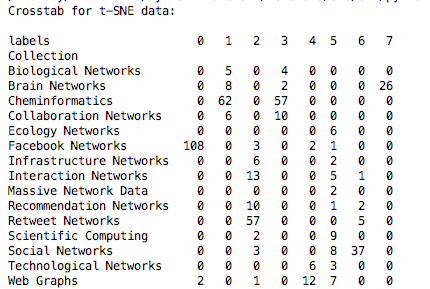 Crosstab for t-SNE data:
labels 0 1 2 3 4 5 6 7
Collection
Biological Networks 0 5 0 4 0 0 0 0
Brain Networks 0 8 0 2 0 0 0 26
Cheminformatics 0 62 0 57 0 0 0 0
Collaboration Networks 0 6 0 10 0 0 0 0
Ecology Networks 0 0 0 0 0 6 0 0
Facebook Networks 108 0 3 0 2 1 0 0
Infrastructure Networks 0 0 6 0 0 2 0 0
Interaction Networks 0 0 13 0 0 5 1 0
Massive Network Data 0 0 0 0 0 2 0 0
Recommendation Networks 0 0 10 0 0 1 2 0
Retweet Networks 0 0 57 0 0 0 5 0
Scientific Computing 0 0 2 0 0 9 0 0
Social Networks 0 0 3 0 0 8 37 0
Technological Networks 0 0 0 0 6 3 0 0
Web Graphs 2 0 1 0 12 7 0 0